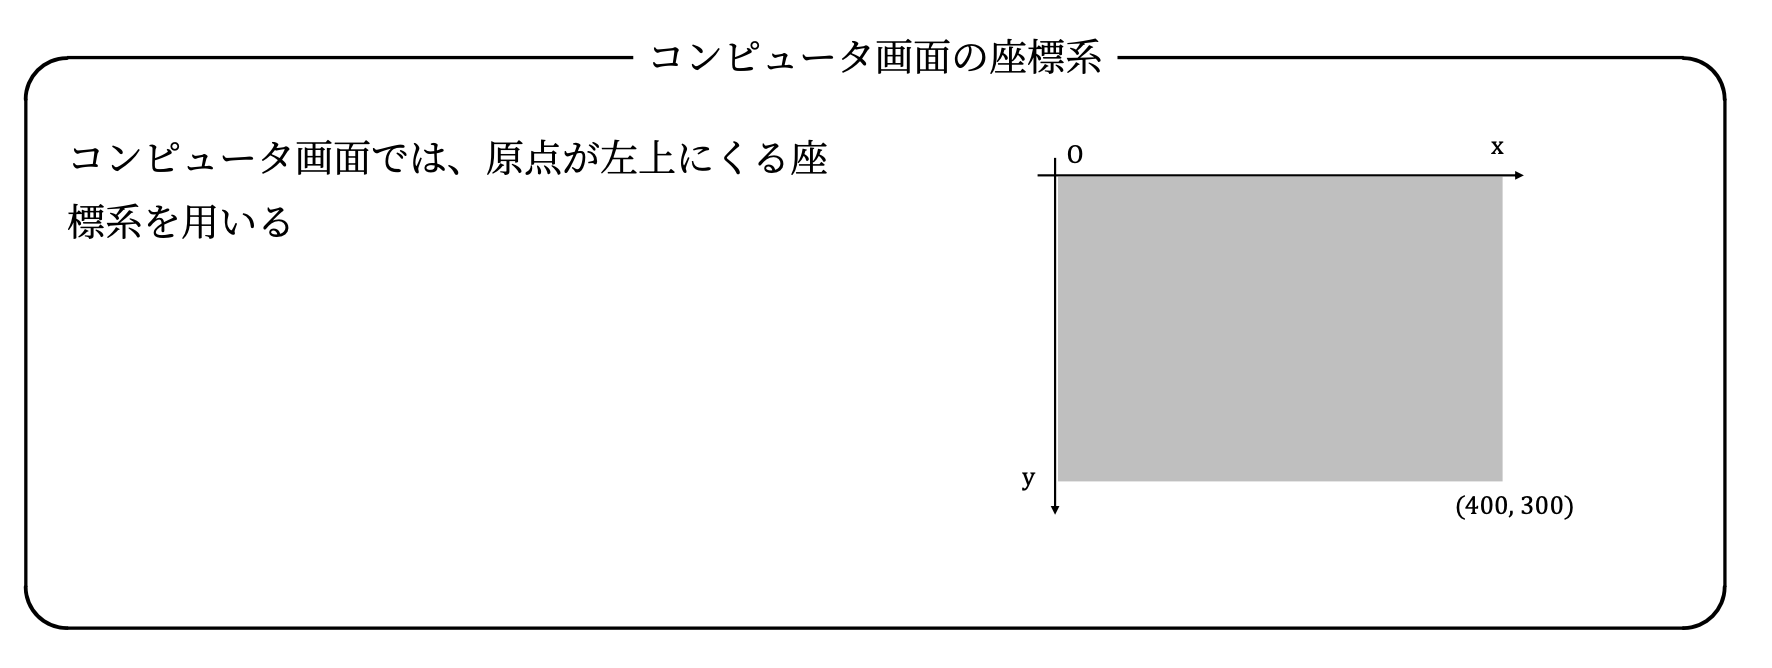 コンピュータ画面の座標系
コンピュータ画面では、原点が左上にくる座
標系を用いる
O
x
y
(400, 300)